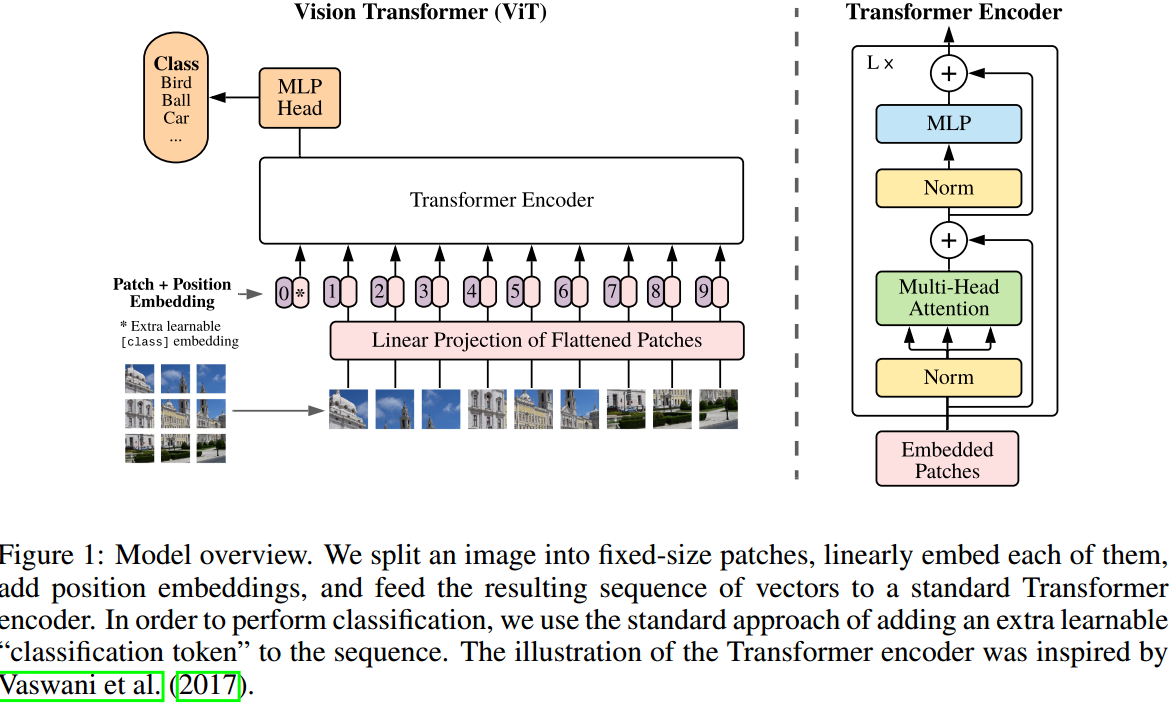 Vision Transformer (ViT)
Class
Bird
Ball
Car
...
MLP
Head
Transformer Encoder
Patch + Position
Embedding
* Extra learnable
[class] embedding
0 * 1 2 3 4 5 6 7 8 9
Linear Projection of Flattened Patches
Transformer Encoder
L ×
+
MLP
Norm
+
Multi-Head
Attention
Norm
Embedded
Patches
Figure 1: Model overview. We split an image into fixed-size patches, linearly embed each of them,
add position embeddings, and feed the resulting sequence of vectors to a standard Transformer
encoder. In order to perform classification, we use the standard approach of adding an extra learnable
“classification token” to the sequence. The illustration of the Transformer encoder was inspired by
Vaswani et al. (2017).